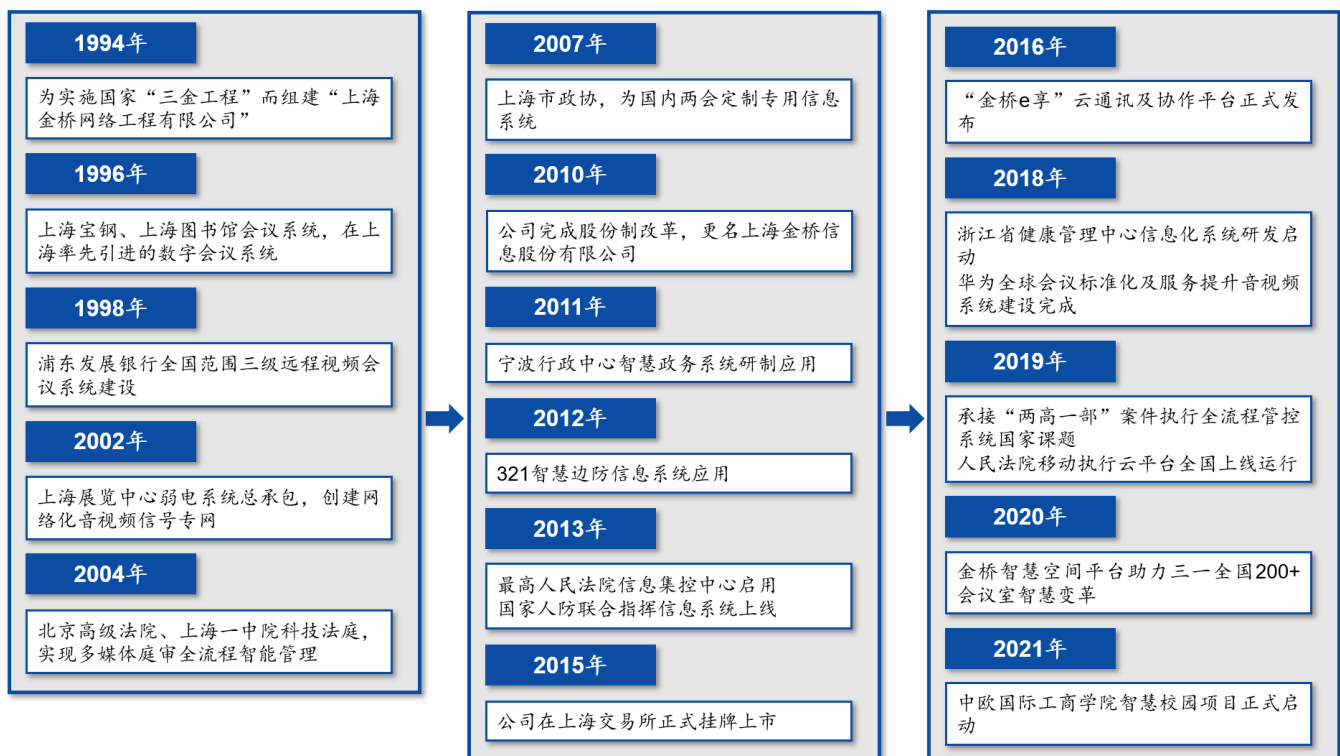 1994年
为实施国家“三金工程”而组建“上海
金桥网络工程有限公司”
1996年
上海宝钢、上海图书馆会议系统，在上
海率先引进的数字会议系统
1998年
浦东发展银行全国范围三级远程视频会
议系统建设
2002年
上海展览中心弱电系统总承包，创建网
络化音视频信号专网
2004年
北京高级法院、上海一中院科技法庭，
实现多媒体庭审全流程智能管理
2007年
上海市政协，为国内两会定制专用信息
系统
2010年
公司完成股份制改革，更名上海金桥信
息股份有限公司
2011年
宁波行政中心智慧政务系统研制应用
2012年
321智慧边防信息系统应用
2013年
最高人民法院信息集控中心启用
国家人防联合指挥信息系统上线
2015年
公司在上海交易所正式挂牌上市
2016年
“金桥e享”云通讯及协作平台正式发
布
2018年
浙江省健康管理中心信息化系统研发启
动
华为全球会议标准化及服务提升音视频
系统建设完成
2019年
承接“两高一部”案件执行全流程管控
系统国家课题
人民法院移动执行云平台全国上线运行
2020年
金桥智慧空间平台助力三一全国200+
会议室智慧变革
2021年
中欧国际工商学院智慧校园项目正式启
动